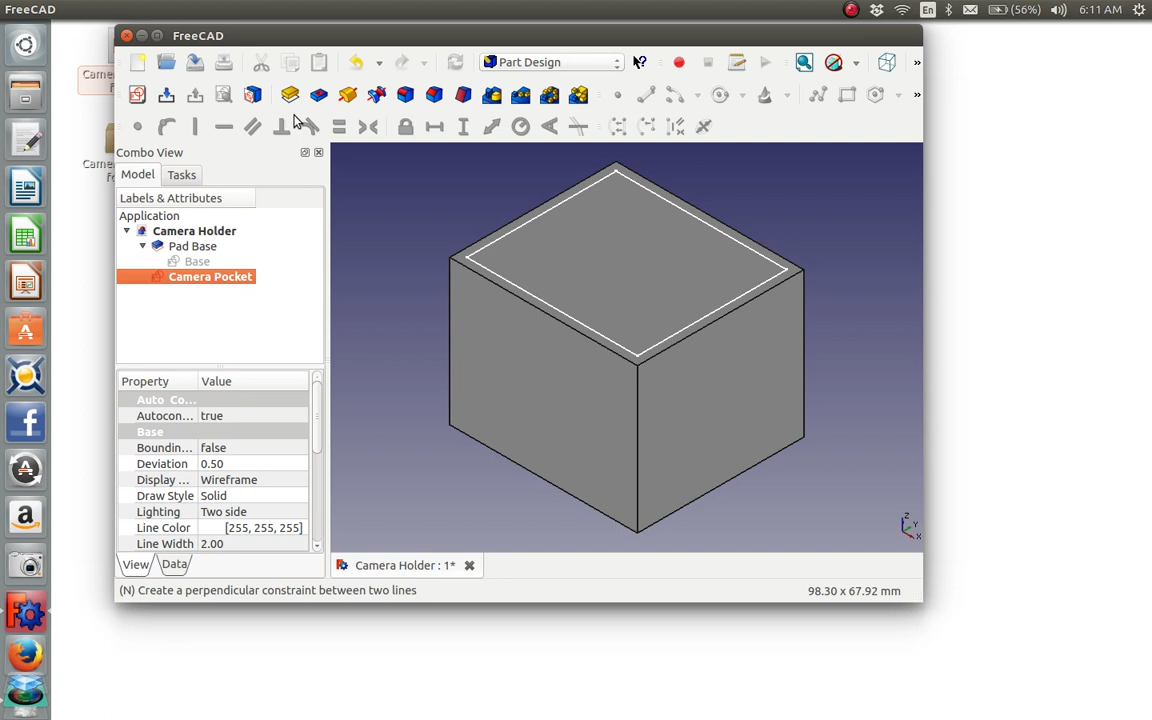 FreeCAD
En
(56%)
6:11 AM
FreeCAD
Part Design
»
»
Combo View
Model
Tasks
Labels & Attributes
Application
Camera Holder
Pad Base
Base
Camera Pocket
Property Value
Auto Co...
Autocon... true
Base
Boundin... false
Deviation 0.50
Display ... Wireframe
Draw Style Solid
Lighting Two side
Line Color [255, 255, 255]
Line Width 2.00
View
Data
Camera Holder : 1*
(N) Create a perpendicular constraint between two lines
98.30 x 67.92 mm
Z
Y
X
Came
Came